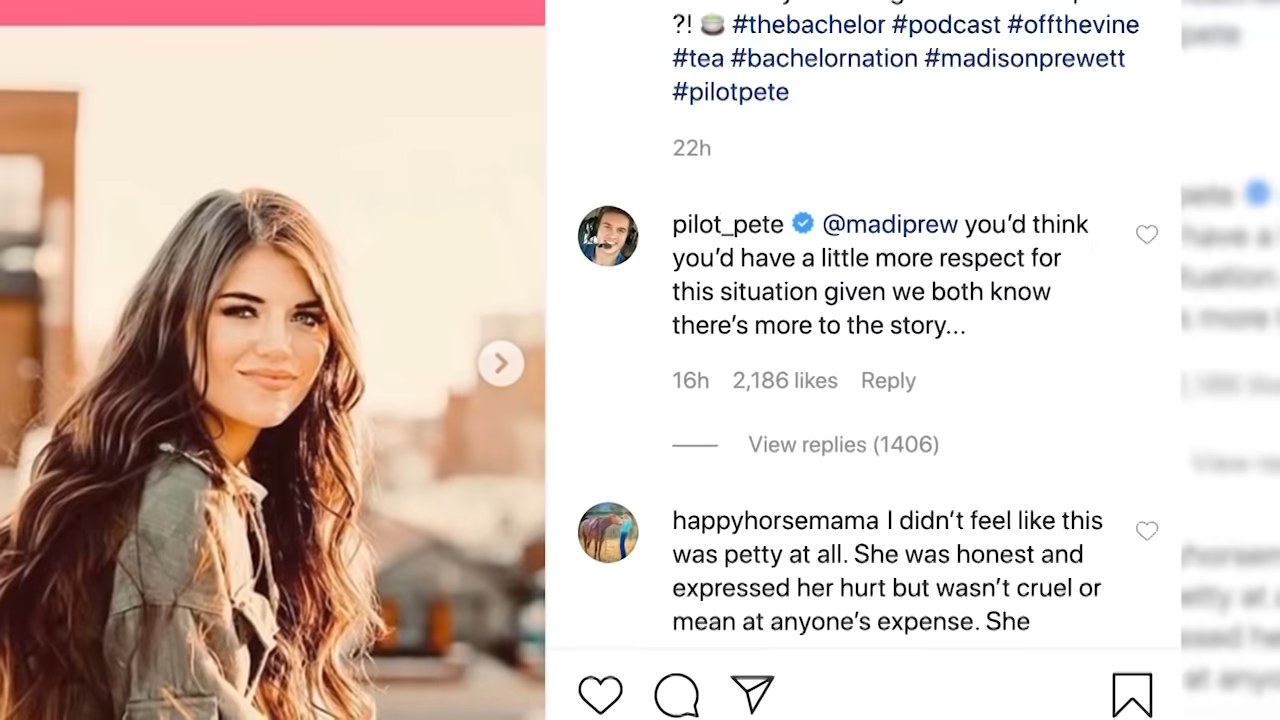 ?! 🍵 #thebachelor #podcast #offthevine
#tea #bachelornation #madisonprewett
#pilotpete
22h
pilot_pete @madiprew you’d think
you’d have a little more respect for
this situation given we both know
there’s more to the story...
16h 2,186 likes Reply
View replies (1406)
happyhorsemama I didn’t feel like this
was petty at all. She was honest and
expressed her hurt but wasn’t cruel or
mean at anyone’s expense. She